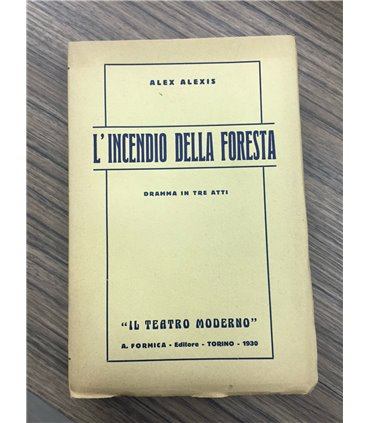 ALEX ALEXIS
L'INCENDIO DELLA FORESTA
DRAMMA IN TRE ATTI
"IL TEATRO MODERNO"
A. FORMICA - Editore - TORINO - 1930